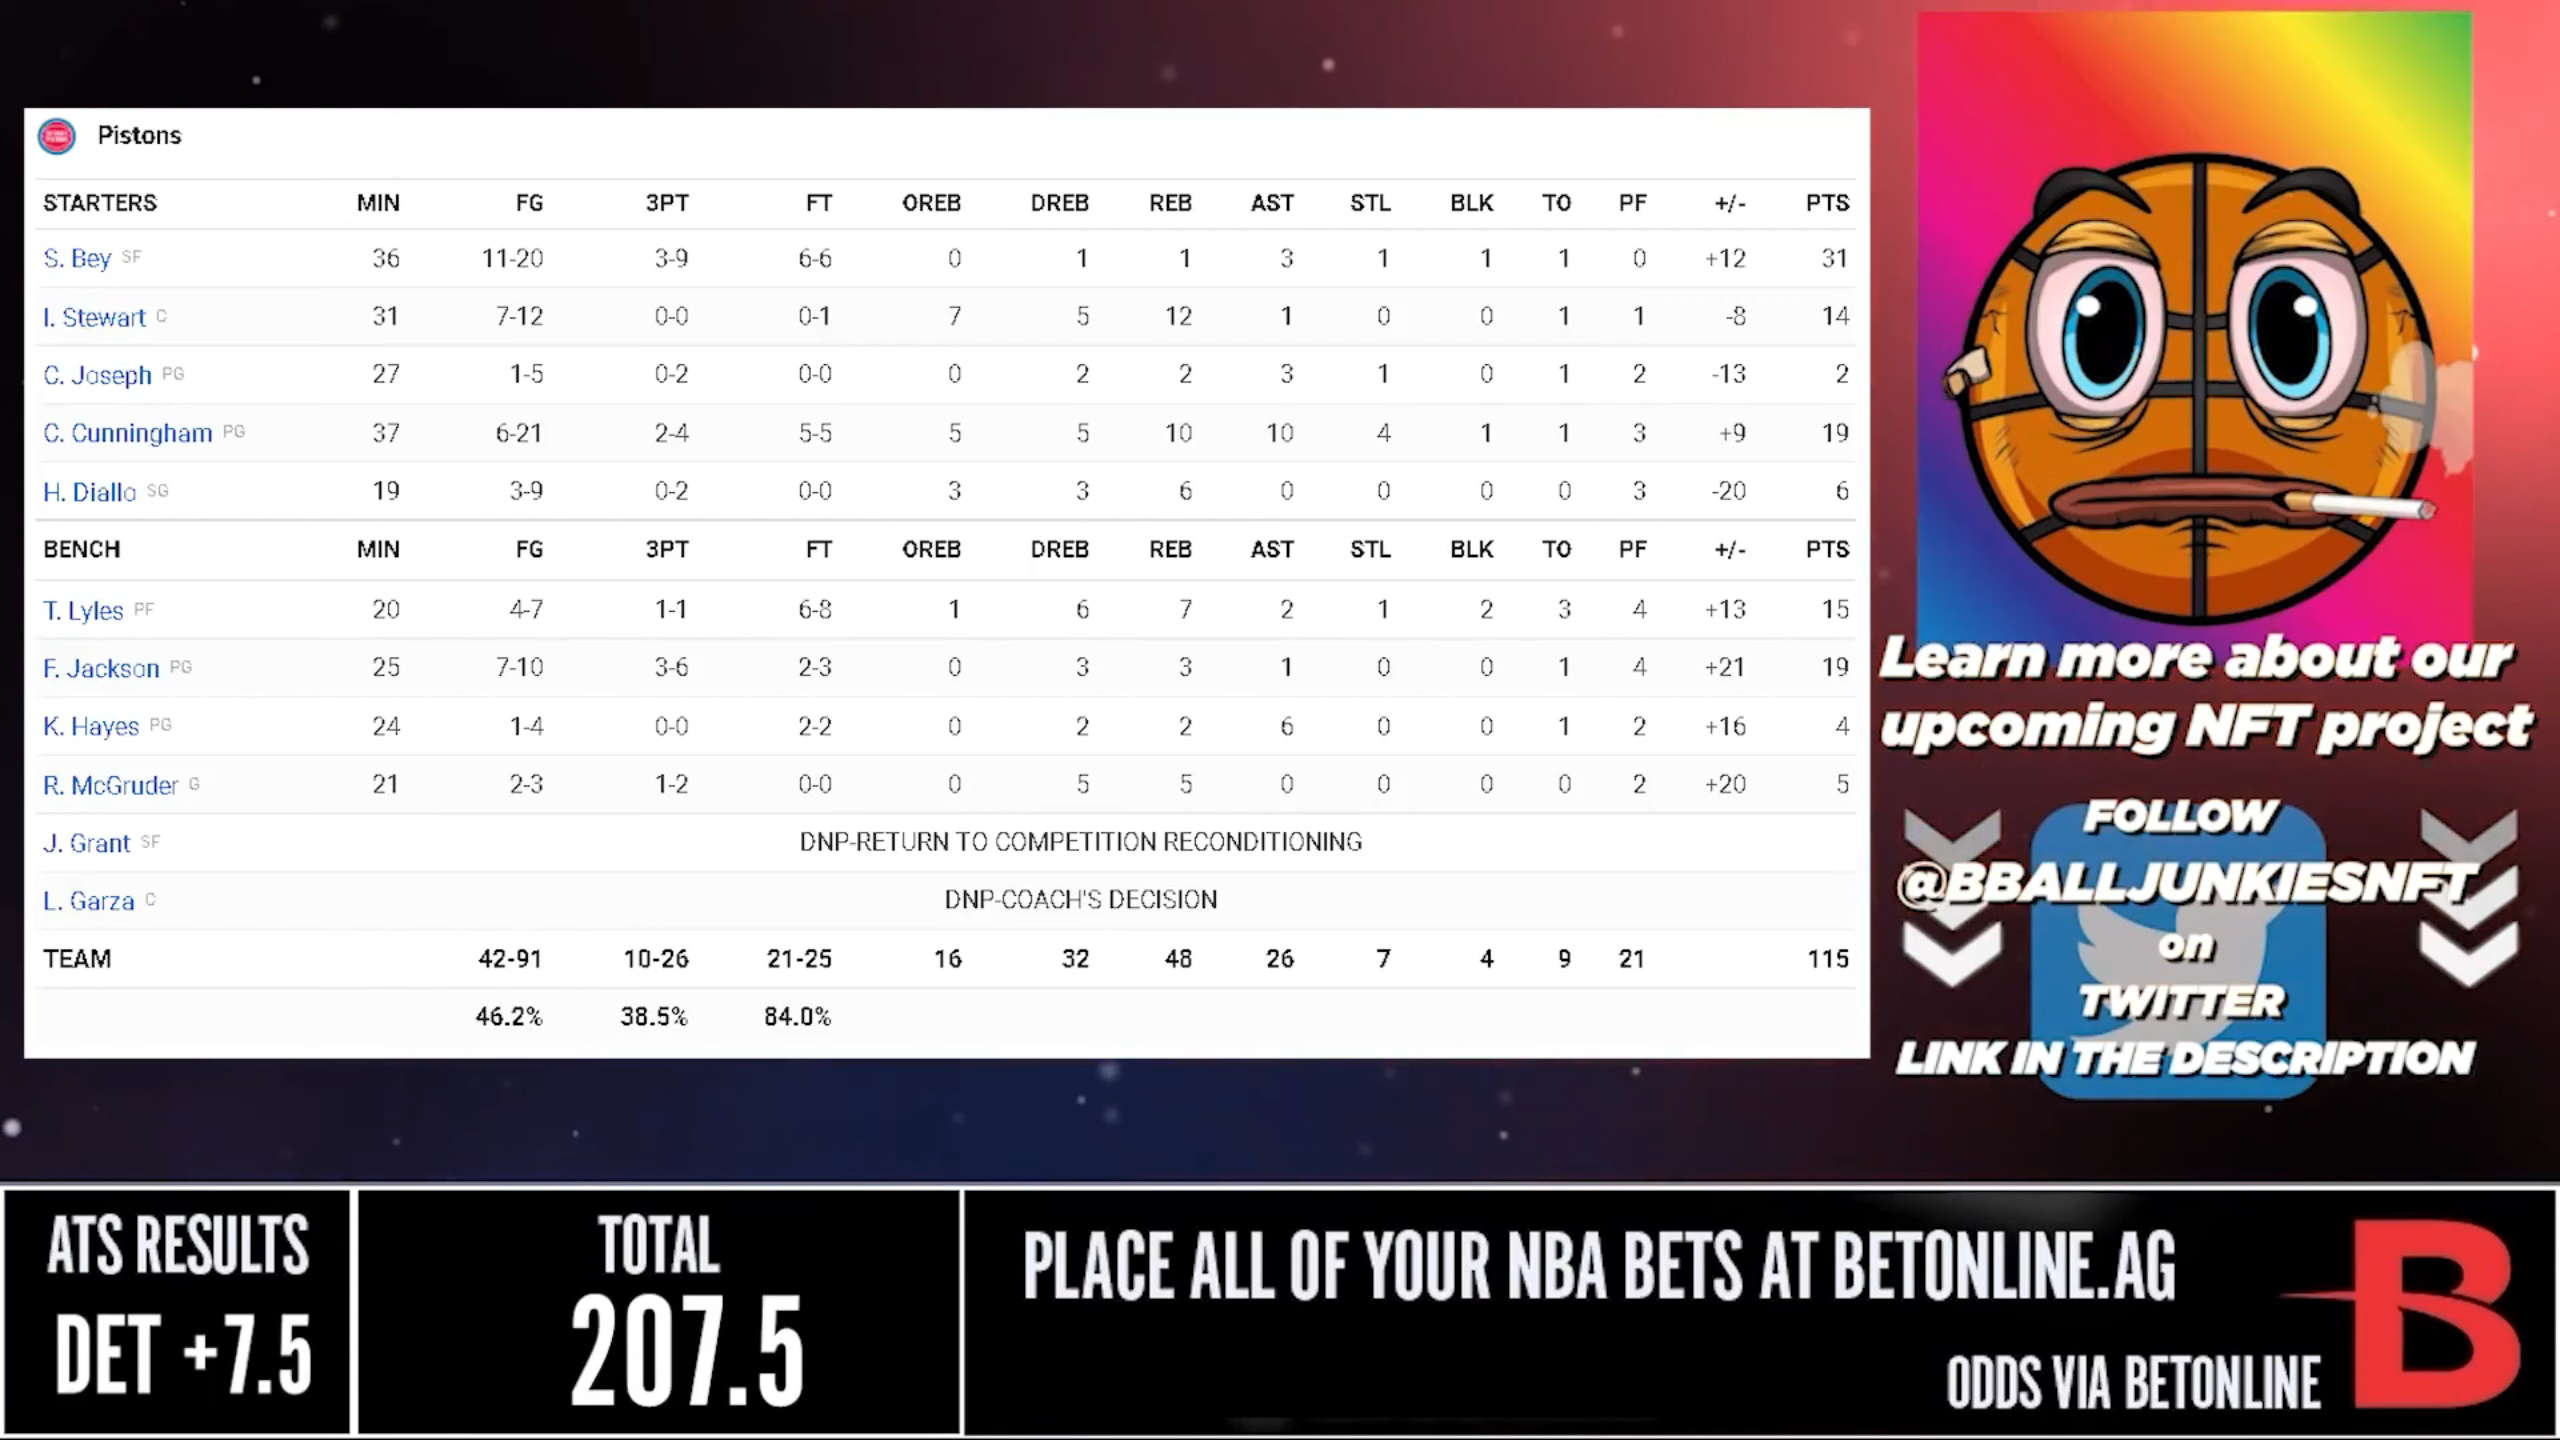 Pistons
STARTERS MIN FG 3PT FT OREB DREB REB AST STL BLK TO PF +/- PTS
S. Bey SF 36 11-20 3-9 6-6 0 1 1 3 1 1 1 0 +12 31
I. Stewart C 31 7-12 0-0 0-1 7 5 12 1 0 0 1 1 -8 14
C. Joseph PG 27 1-5 0-2 0-0 0 2 2 3 1 0 1 2 -13 2
C. Cunningham PG 37 6-21 2-4 5-5 5 5 10 10 4 1 1 3 +9 19
H. Diallo SG 19 3-9 0-2 0-0 3 3 6 0 0 0 0 3 -20 6
BENCH MIN FG 3PT FT OREB DREB REB AST STL BLK TO PF +/- PTS
T. Lyles PF 20 4-7 1-1 6-8 1 6 7 2 1 2 3 4 +13 15
F. Jackson PG 25 7-10 3-6 2-3 0 3 3 1 0 0 1 4 +21 19
K. Hayes PG 24 1-4 0-0 2-2 0 2 2 6 0 0 1 2 +16 4
R. McGruder G 21 2-3 1-2 0-0 0 5 5 0 0 0 0 2 +20 5
J. Grant SF DNP-RETURN TO COMPETITION RECONDITIONING
L. Garza C DNP-COACH'S DECISION
TEAM 42-91 10-26 21-25 16 32 48 26 7 4 9 21 115
46.2% 38.5% 84.0%
Learn more about our
upcoming NFT project
FOLLOW
@BBALLJUNKIESNFT
on
TWITTER
LINK IN THE DESCRIPTION
ATS RESULTS
DET +7.5
TOTAL
207.5
PLACE ALL OF YOUR NBA BETS AT BETONLINE.AG
ODDS VIA BETONLINE
B